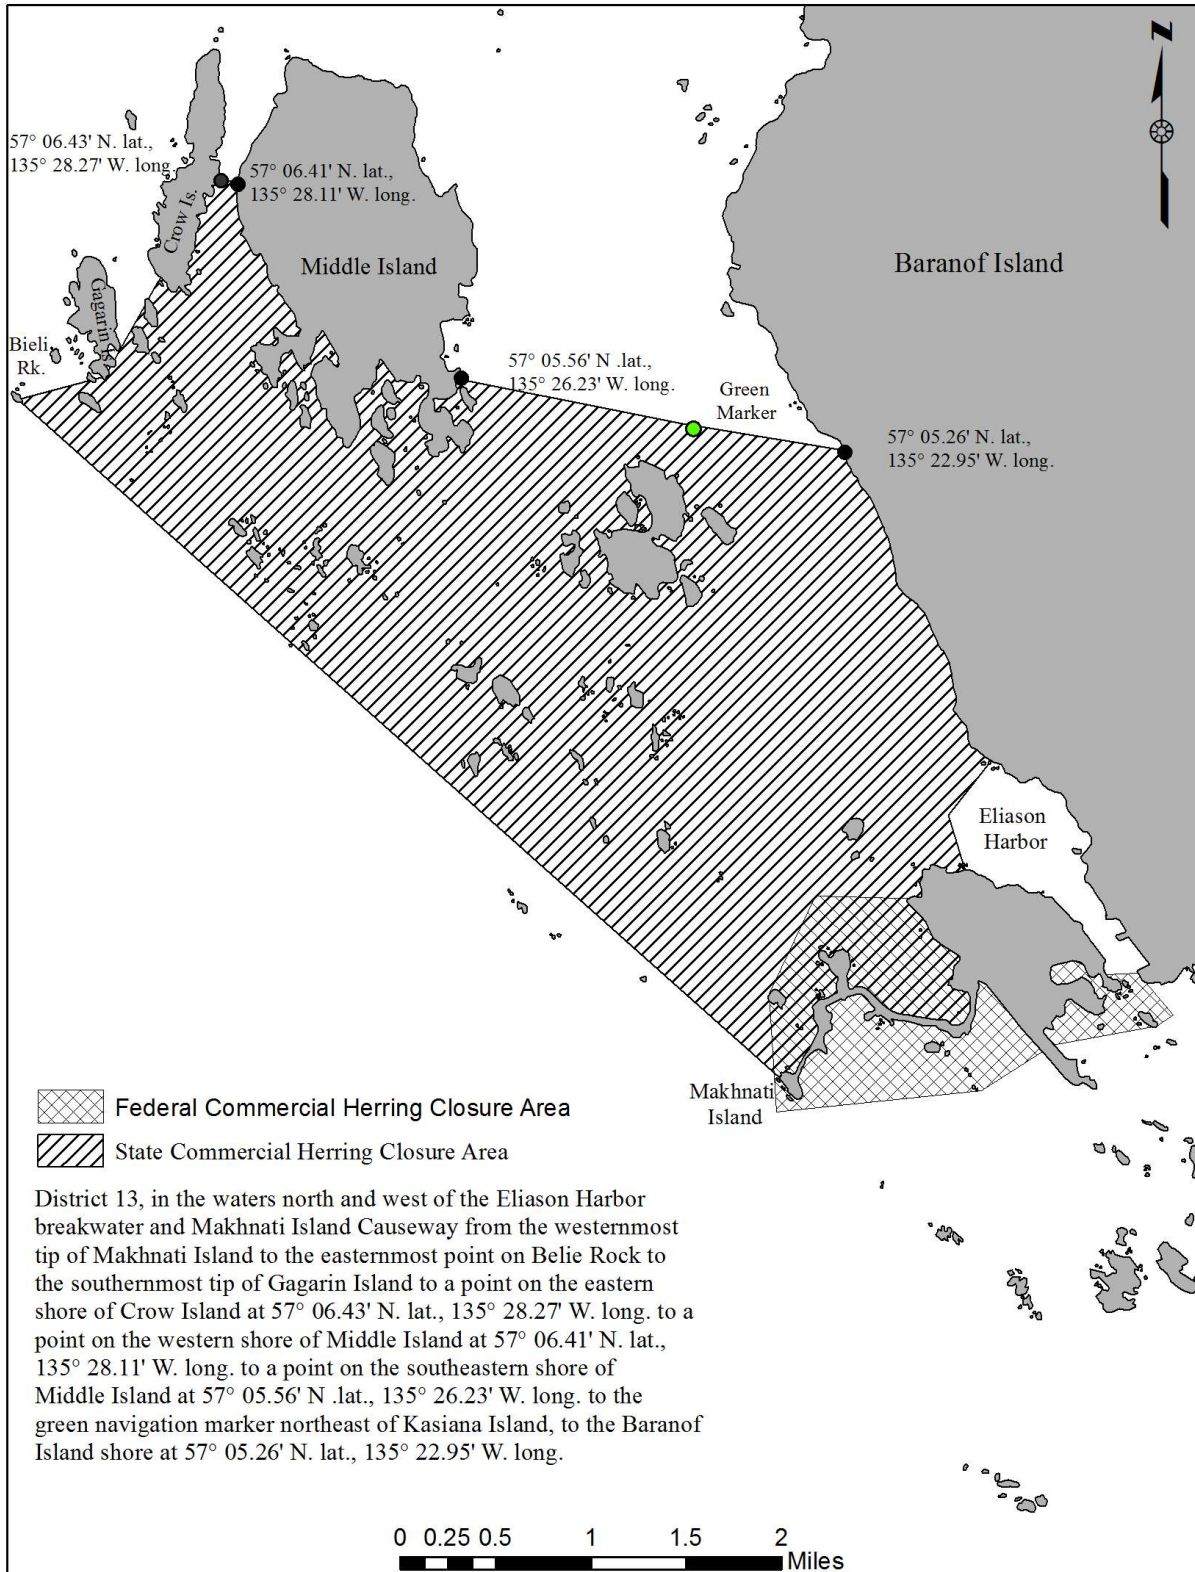 N
57° 06.43' N. lat.,
135° 28.27' W. long.
57° 06.41' N. lat.,
135° 28.11' W. long.
Crow Is.
Middle Island
Baranof Island
Gagarin Is.
Bieli
Rk.
57° 05.56' N .lat.,
135° 26.23' W. long.
Green
Marker
57° 05.26' N. lat.,
135° 22.95' W. long.
Eliason
Harbor
Makhnati
Island
Federal Commercial Herring Closure Area
State Commercial Herring Closure Area
District 13, in the waters north and west of the Eliason Harbor
breakwater and Makhnati Island Causeway from the westernmost
tip of Makhnati Island to the easternmost point on Belie Rock to
the southernmost tip of Gagarin Island to a point on the eastern
shore of Crow Island at 57° 06.43' N. lat., 135° 28.27' W. long. to a
point on the western shore of Middle Island at 57° 06.41' N. lat.,
135° 28.11' W. long. to a point on the southeastern shore of
Middle Island at 57° 05.56' N .lat., 135° 26.23' W. long. to the
green navigation marker northeast of Kasiana Island, to the Baranof
Island shore at 57° 05.26' N. lat., 135° 22.95' W. long.
0 0.25 0.5 1 1.5 2
Miles